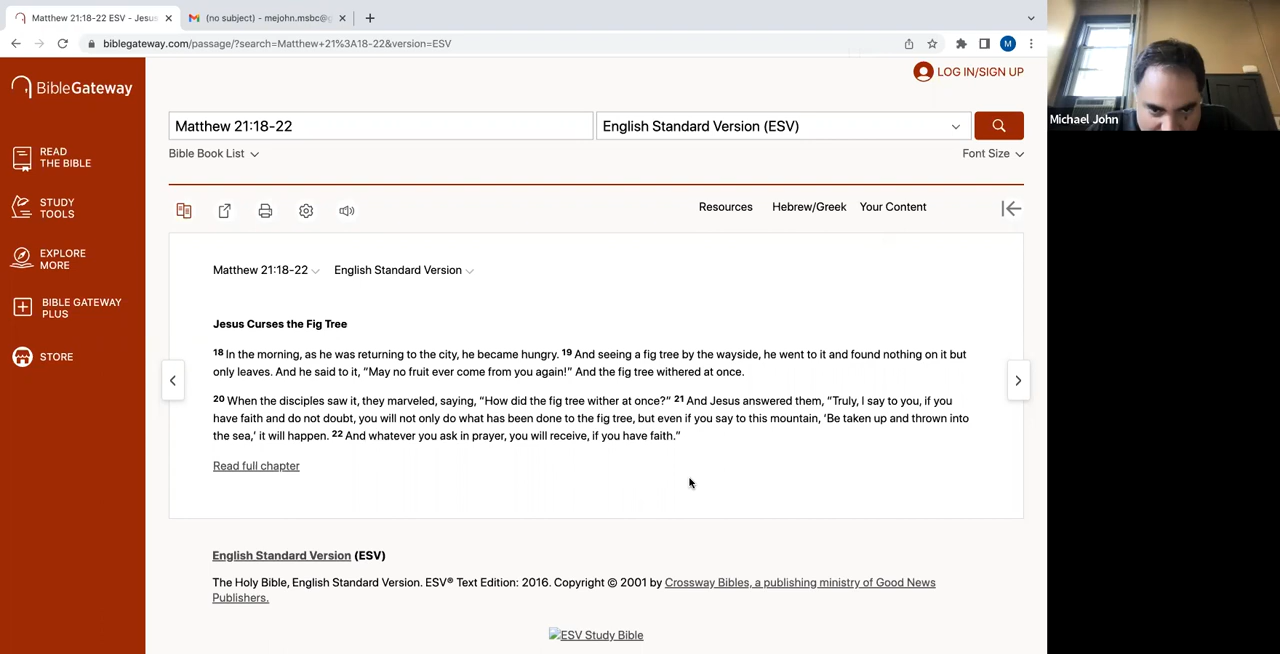 Matthew 21:18-22 ESV - Jesus
(no subject) - mejohn.msbc@g
biblegateway.com/passage/?search=Matthew+21%3A18-22&version=ESV
M
BibleGateway
LOG IN/SIGN UP
Michael John
Matthew 21:18-22
English Standard Version (ESV)
Bible Book List
Font Size
READ
THE BIBLE
STUDY
TOOLS
EXPLORE
MORE
BIBLE GATEWAY
PLUS
STORE
Resources
Hebrew/Greek
Your Content
Matthew 21:18-22
English Standard Version
Jesus Curses the Fig Tree
18 In the morning, as he was returning to the city, he became hungry. 19 And seeing a fig tree by the wayside, he went to it and found nothing on it but
only leaves. And he said to it, “May no fruit ever come from you again!” And the fig tree withered at once.
20 When the disciples saw it, they marveled, saying, “How did the fig tree wither at once?” 21 And Jesus answered them, “Truly, I say to you, if you
have faith and do not doubt, you will not only do what has been done to the fig tree, but even if you say to this mountain, ‘Be taken up and thrown into
the sea,’ it will happen. 22 And whatever you ask in prayer, you will receive, if you have faith.”
Read full chapter
English Standard Version (ESV)
The Holy Bible, English Standard Version. ESV® Text Edition: 2016. Copyright © 2001 by Crossway Bibles, a publishing ministry of Good News
Publishers.
ESV Study Bible